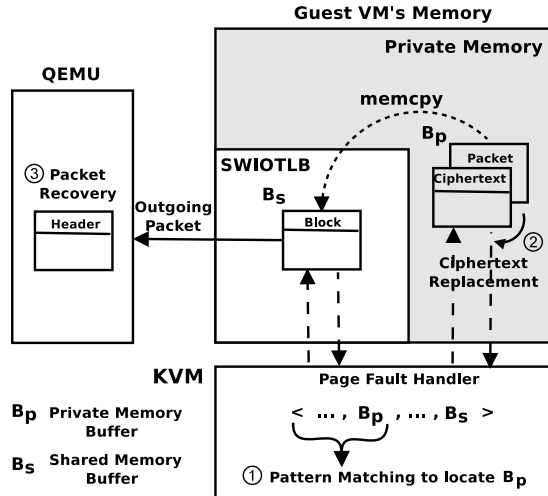 Guest VM's Memory
Private Memory
QEMU
memcpy
Bp
Packet
SWIOTLB
Ciphertext
③ Packet
Recovery
Bs
Header
Outgoing
Packet
Block
②
Ciphertext
Replacement
KVM
Page Fault Handler
< ... , Bp , ... , Bs >
Bp Private Memory
Buffer
Bs Shared Memory
Buffer
① Pattern Matching to locate Bp